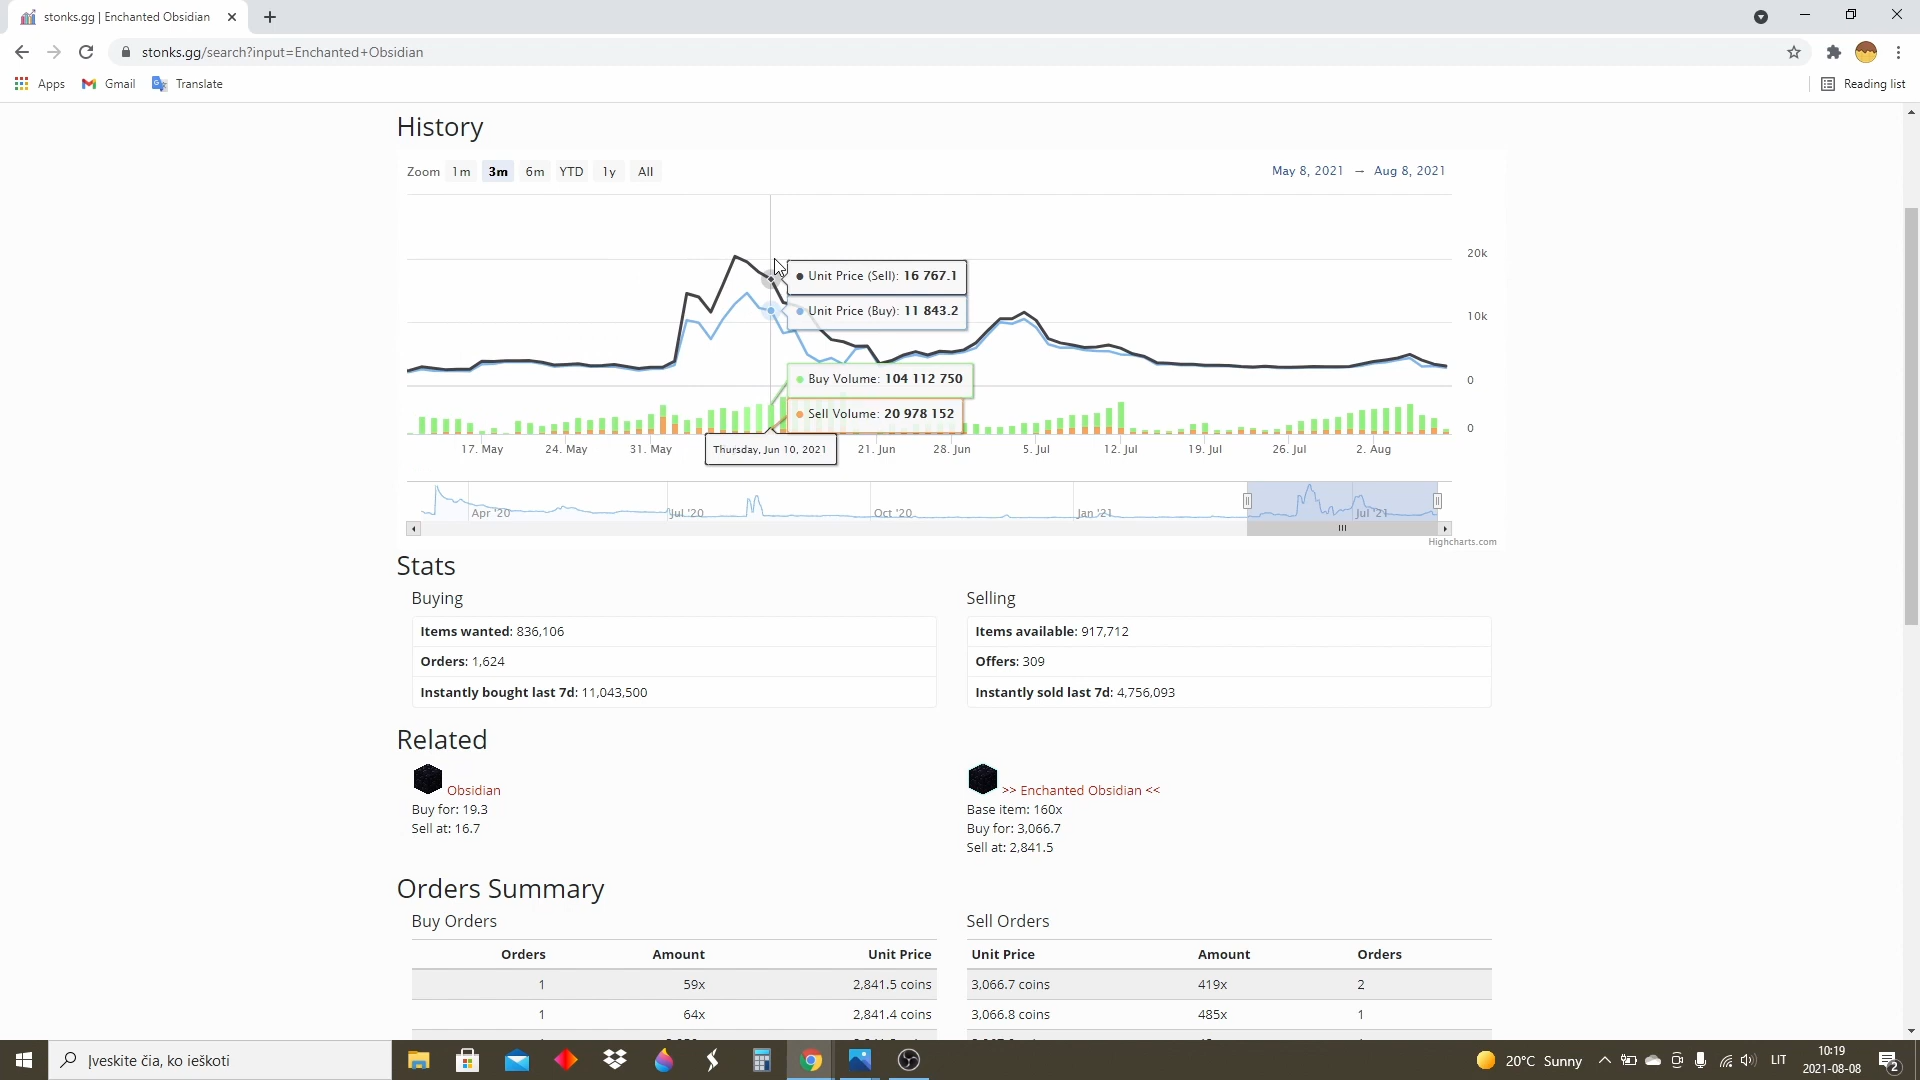 stonks.gg | Enchanted Obsidian
stonks.gg/search?input=Enchanted+Obsidian
Apps Gmail Translate Reading list
History
Zoom 1m 3m 6m YTD 1y All May 8, 2021 → Aug 8, 2021
20k
Unit Price (Sell): 16 767.1
Unit Price (Buy): 11 843.2
10k
Buy Volume: 104 112 750
0
Sell Volume: 20 978 152
0
17. May 24. May 31. May Thursday, Jun 10, 2021 21. Jun 28. Jun 5. Jul 12. Jul 19. Jul 26. Jul 2. Aug
Apr '20 Jul '20 Oct '20 Jan '21 Jul '21
Highcharts.com
Stats
Buying Selling
Items wanted: 836,106 Items available: 917,712
Orders: 1,624 Offers: 309
Instantly bought last 7d: 11,043,500 Instantly sold last 7d: 4,756,093
Related
Obsidian >> Enchanted Obsidian <<
Buy for: 19.3 Base item: 160x
Sell at: 16.7 Buy for: 3,066.7
Sell at: 2,841.5
Orders Summary
Buy Orders Sell Orders
Orders Amount Unit Price Unit Price Amount Orders
1 59x 2,841.5 coins 3,066.7 coins 419x 2
1 64x 2,841.4 coins 3,066.8 coins 485x 1
Įveskite čia, ko ieškoti 20°C Sunny LIT 10:19
2021-08-08 2